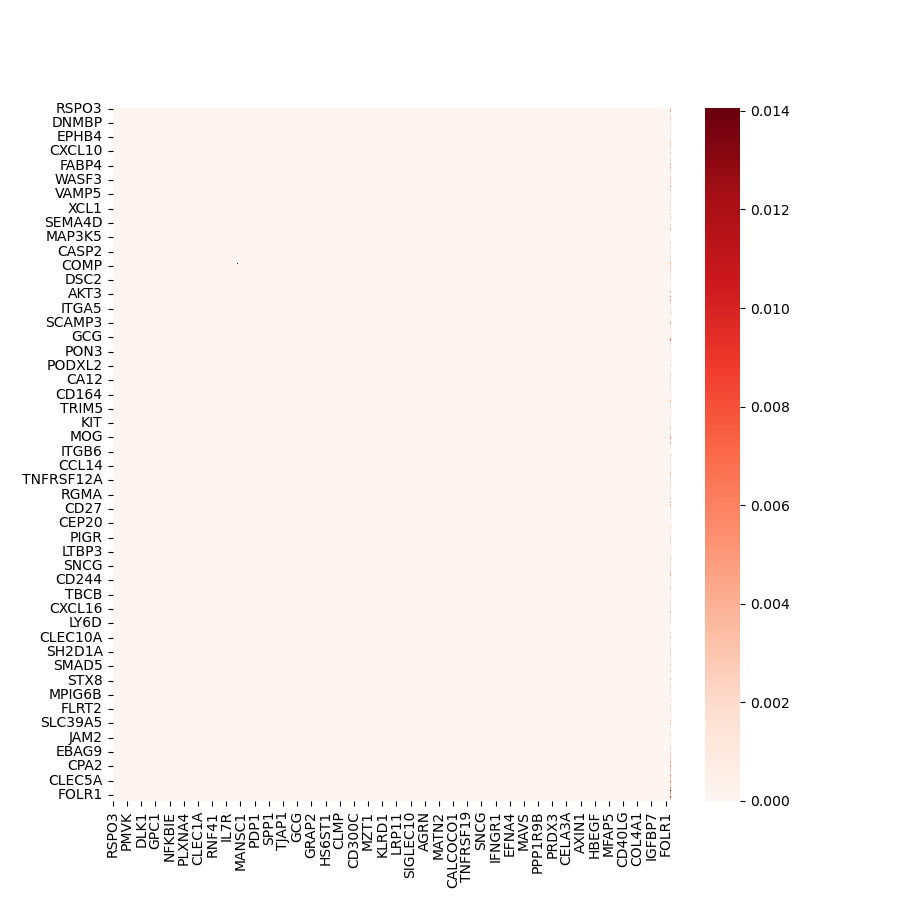 RSPO3
DNMBP
EPHB4
CXCL10
FABP4
WASF3
VAMP5
XCL1
SEMA4D
MAP3K5
CASP2
COMP
DSC2
AKT3
ITGA5
SCAMP3
GCG
PON3
PODXL2
CA12
CD164
TRIM5
KIT
MOG
ITGB6
CCL14
TNFRSF12A
RGMA
CD27
CEP20
PIGR
LTBP3
SNCG
CD244
TBCB
CXCL16
LY6D
CLEC10A
SH2D1A
SMAD5
STX8
MPIG6B
FLRT2
SLC39A5
JAM2
EBAG9
CPA2
CLEC5A
FOLR1
RSPO3
PMVK
DLK1
GPC1
NFKBIE
PLXNA4
CLEC1A
RNF41
IL7R
MANSC1
PDP1
SPP1
TJAP1
GCG
GRAP2
HS6ST1
CLMP
CD300C
MZT1
KLRD1
LRP11
SIGLEC10
AGRN
MATN2
CALCOCO1
TNFRSF19
SNCG
IFNGR1
EFNA4
MAVS
PPP1R9B
PRDX3
CELA3A
AXIN1
HBEGF
MFAP5
CD40LG
COL4A1
IGFBP7
FOLR1
0.014
0.012
0.010
0.008
0.006
0.004
0.002
0.000